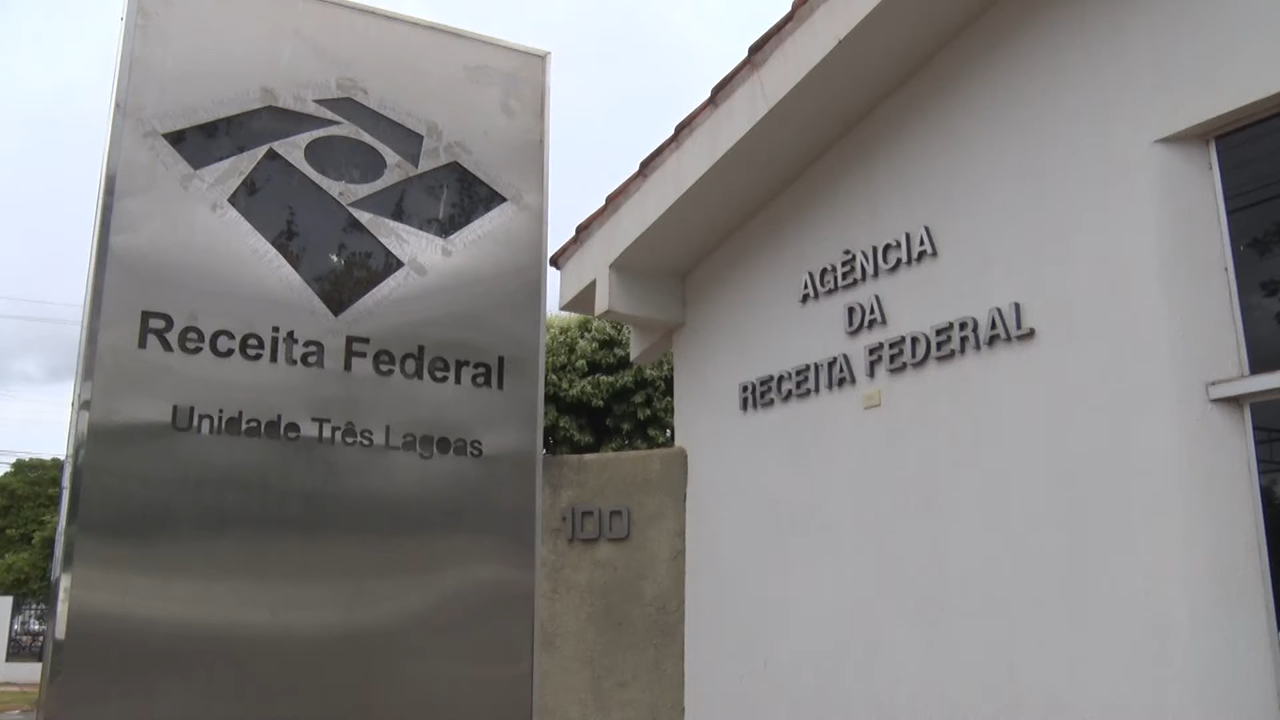 Receita Federal
Unidade Três Lagoas
100
AGÊNCIA
DA
RECEITA FEDERAL